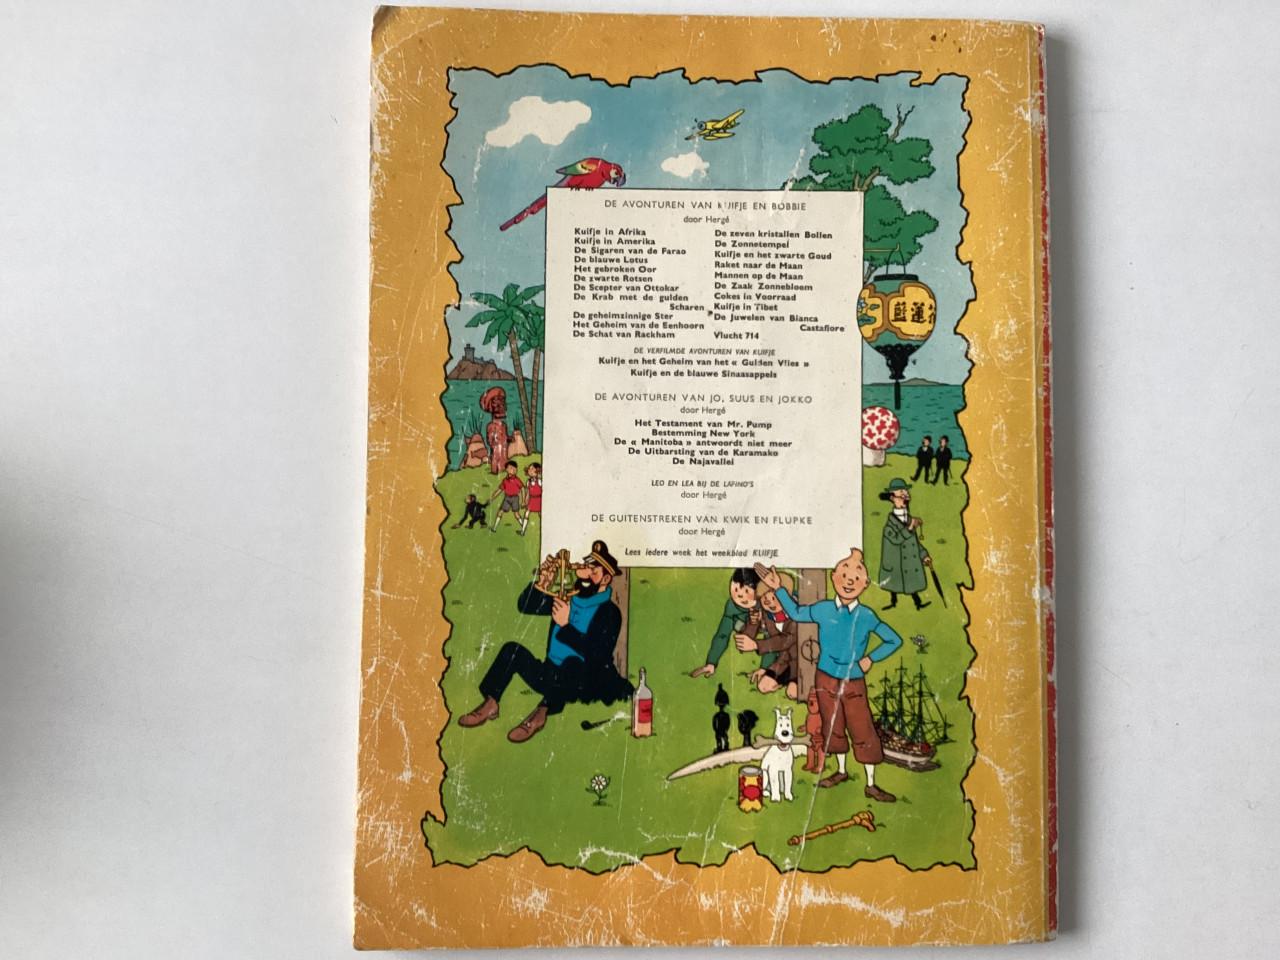 DE AVONTUREN VAN KUIFJE EN BOBBIE
door Hergé
Kuifje in Afrika
Kuifje in Amerika
De Sigaren van de Farao
De blauwe Lotus
Het gebroken Oor
De zwarte Rotsen
De Scepter van Ottokar
De Krab met de gulden
Scharen
De geheimzinnige Ster
Het Geheim van de Eenhoorn
De Schat van Rackham
De zeven kristallen Bollen
De Zonnetempel
Kuifje en het zwarte Goud
Raket naar de Maan
Mannen op de Maan
De Zaak Zonnebloem
Cokes in Voorraad
Kuifje in Tibet
De Juwelen van Bianca
Castafiore
Vlucht 714
DE VERFILMDE AVONTUREN VAN KUIFJE
Kuifje en het Geheim van het « Gulden Vlies »
Kuifje en de blauwe Sinaasappels
DE AVONTUREN VAN JO, SUUS EN JOKKO
door Hergé
Het Testament van Mr. Pump
Bestemming New York
De « Manitoba » antwoordt niet meer
De Uitbarsting van de Karamako
De Najavallei
LEO EN LEA BIJ DE LAPINO'S
door Hergé
DE GUITENSTREKEN VAN KWIK EN FLUPKE
door Hergé
Lees iedere week het weekblad KUIFJE
藍蓮